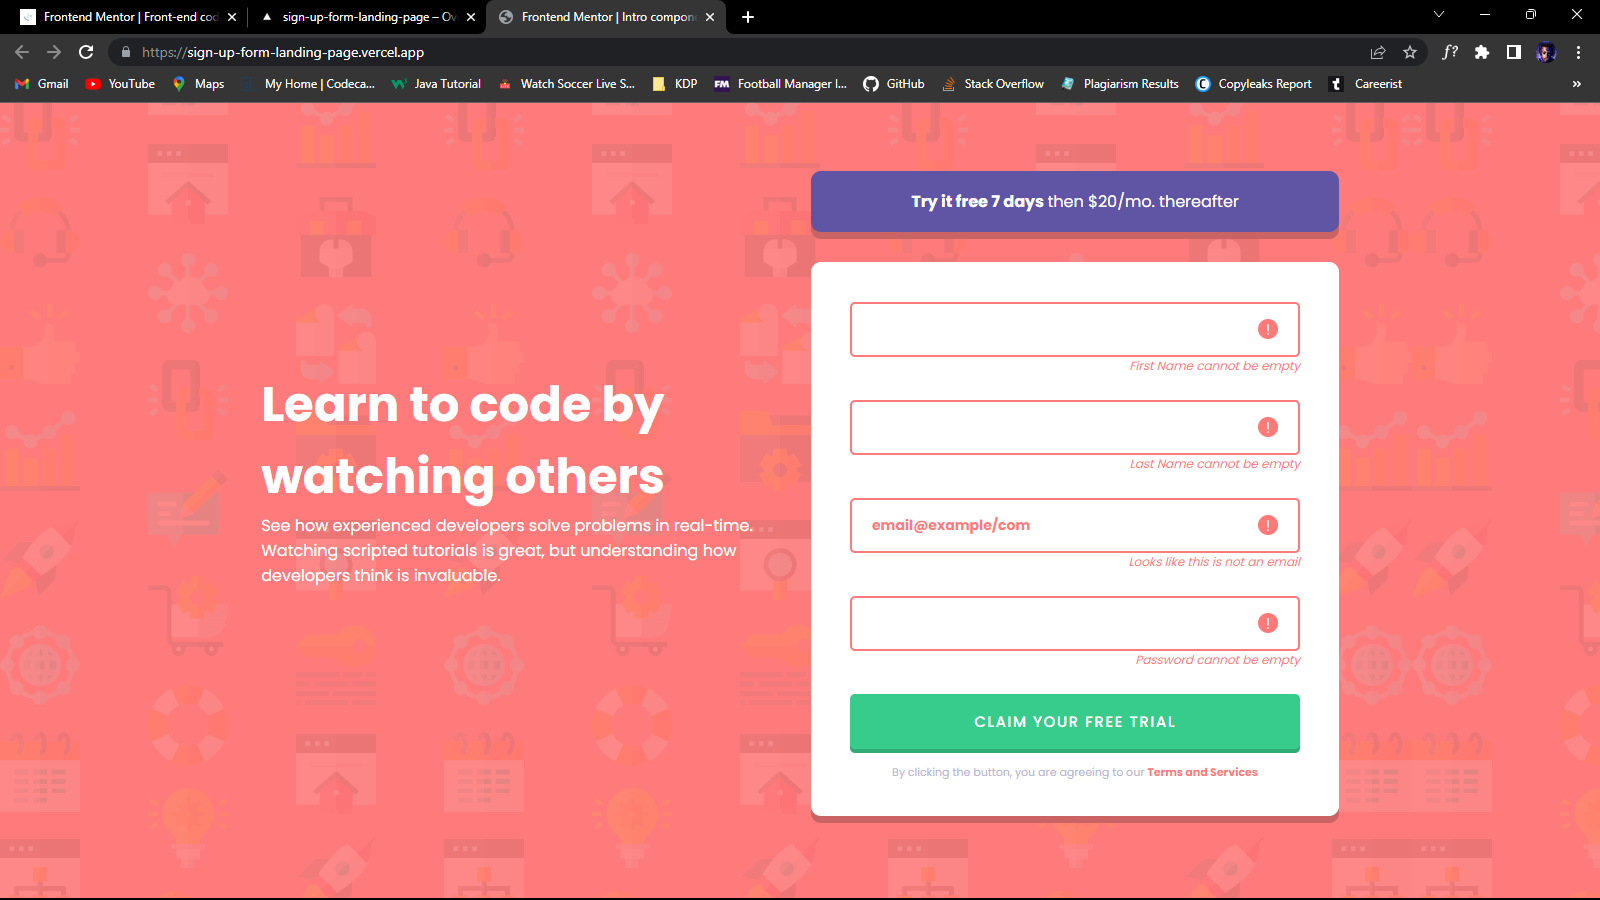 Frontend Mentor | Front-end cod
sign-up-form-landing-page – Ov
Frontend Mentor | Intro compon
https://sign-up-form-landing-page.vercel.app
f?
Gmail
YouTube
Maps
My Home | Codeca...
Java Tutorial
Watch Soccer Live S...
KDP
FM Football Manager I...
GitHub
Stack Overflow
Plagiarism Results
C Copyleaks Report
t Careerist
»
Try it free 7 days then $20/mo. thereafter
!
First Name cannot be empty
!
Last Name cannot be empty
Learn to code by
watching others
See how experienced developers solve problems in real-time.
Watching scripted tutorials is great, but understanding how
developers think is invaluable.
email@example/com !
Looks like this is not an email
!
Password cannot be empty
CLAIM YOUR FREE TRIAL
By clicking the button, you are agreeing to our Terms and Services